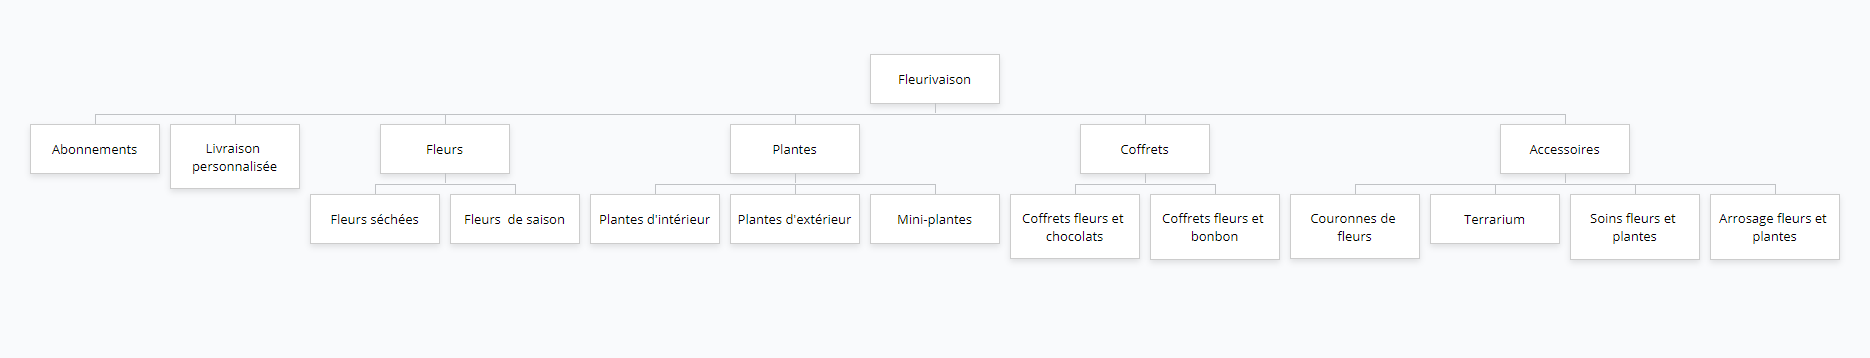 Fleurivaison
Abonnements
Livraison
personnalisée
Fleurs
Plantes
Coffrets
Accessoires
Fleurs séchées
Fleurs  de saison
Plantes d'intérieur
Plantes d'extérieur
Mini-plantes
Coffrets fleurs et
chocolats
Coffrets fleurs et
bonbon
Couronnes de
fleurs
Terrarium
Soins fleurs et
plantes
Arrosage fleurs et
plantes